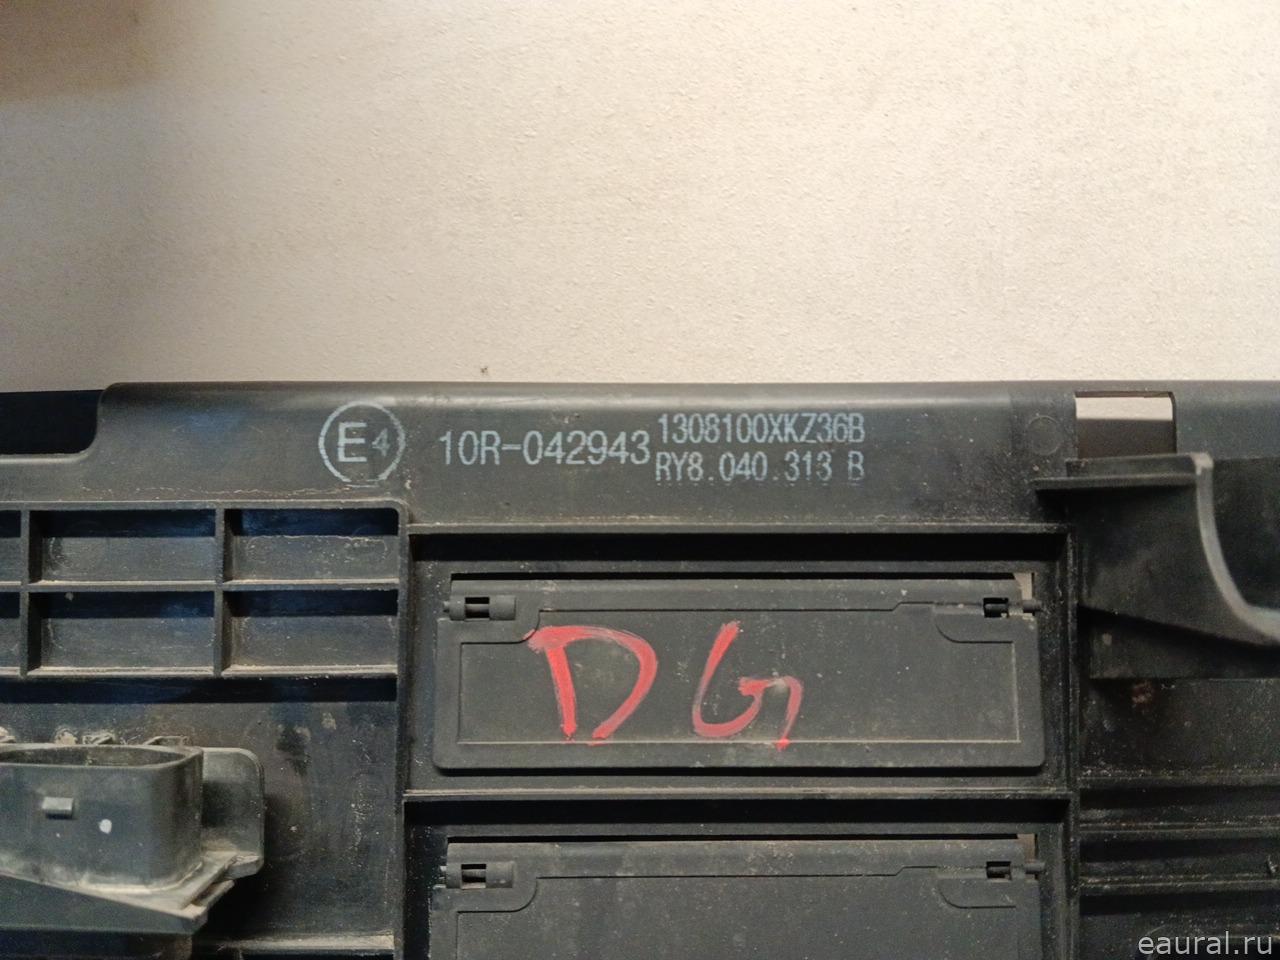 E4 10R-042943 1308100XKZ36B
RY8.040.313 B
DG
eaural.ru